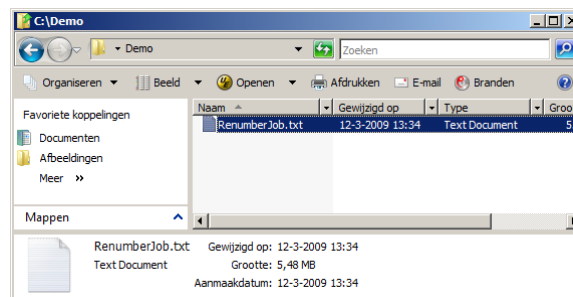 C:\Demo
Demo Zoeken
Organiseren Beeld Openen Afdrukken E-mail Branden
Favoriete koppelingen
Documenten
Afbeeldingen
Meer »
Mappen
Naam Gewijzigd op Type Groo
RenumberJob.txt 12-3-2009 13:34 Text Document 5
RenumberJob.txt Gewijzigd op: 12-3-2009 13:34
Text Document Grootte: 5,48 MB
Aanmaakdatum: 12-3-2009 13:34